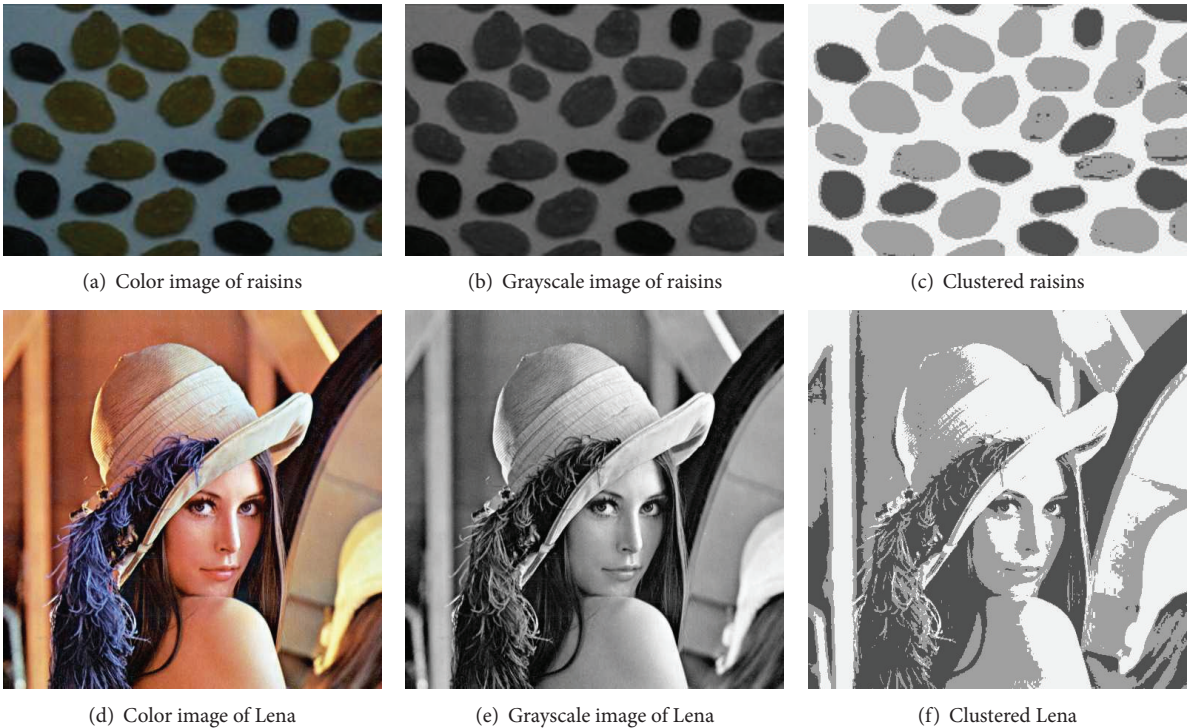 (a) Color image of raisins
(b) Grayscale image of raisins
(c) Clustered raisins
(d) Color image of Lena
(e) Grayscale image of Lena
(f) Clustered Lena